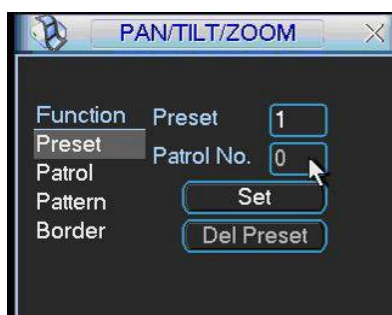 PAN/TILT/ZOOM
Function Preset 1
Preset
Patrol No. 0
Patrol
Pattern Set
Border Del Preset